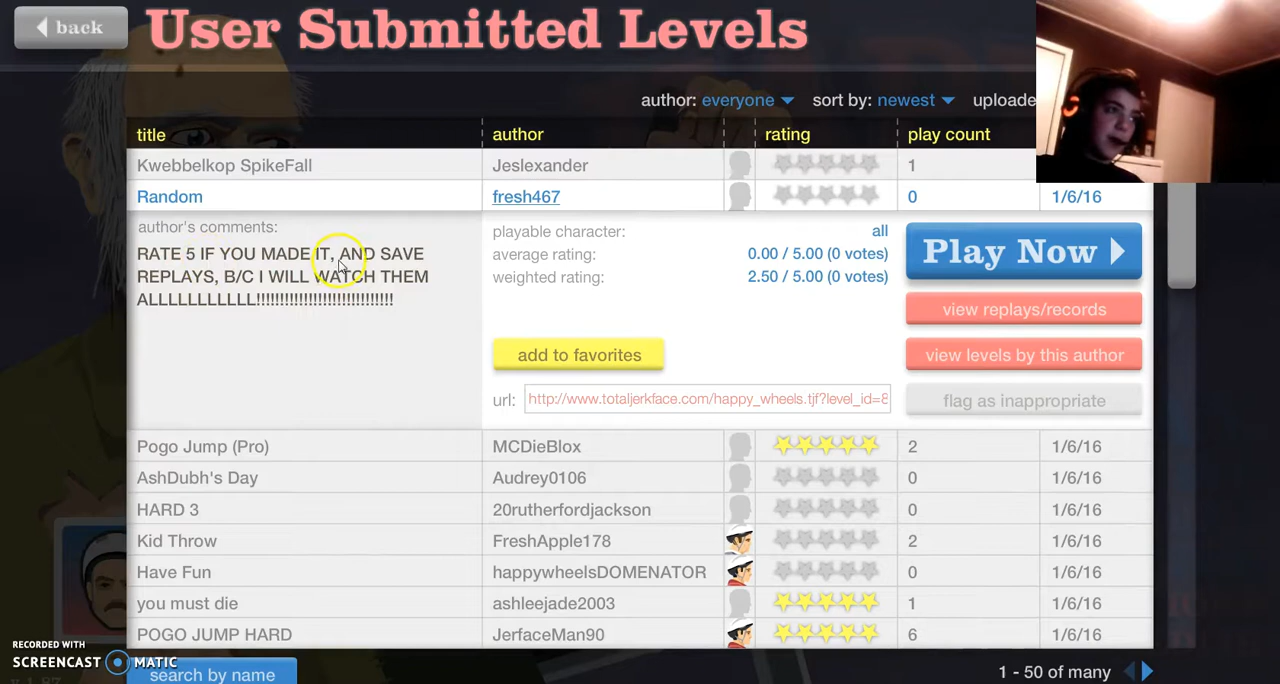 back
User Submitted Levels
author: everyone sort by: newest uploade
title author rating play count
Kwebbelkop SpikeFall Jeslexander 1
Random fresh467 0 1/6/16
author's comments:
RATE 5 IF YOU MADE IT, AND SAVE
REPLAYS, B/C I WILL WATCH THEM
ALLLLLLLLLL!!!!!!!!!!!!!!!!!!!!!!!!!!!!!!
playable character: all
average rating: 0.00 / 5.00 (0 votes)
weighted rating: 2.50 / 5.00 (0 votes)
add to favorites
url: http://www.totaljerkface.com/happy_wheels.tjf?level_id=8
Play Now
view replays/records
view levels by this author
flag as inappropriate
Pogo Jump (Pro) MCDieBlox 2 1/6/16
AshDubh's Day Audrey0106 0 1/6/16
HARD 3 20rutherfordjackson 0 1/6/16
Kid Throw FreshApple178 2 1/6/16
Have Fun happywheelsDOMENATOR 0 1/6/16
you must die ashleejade2003 1 1/6/16
POGO JUMP HARD JerfaceMan90 6 1/6/16
RECORDED WITH
SCREENCAST MATIC
search by name
1 - 50 of many
v 1.87